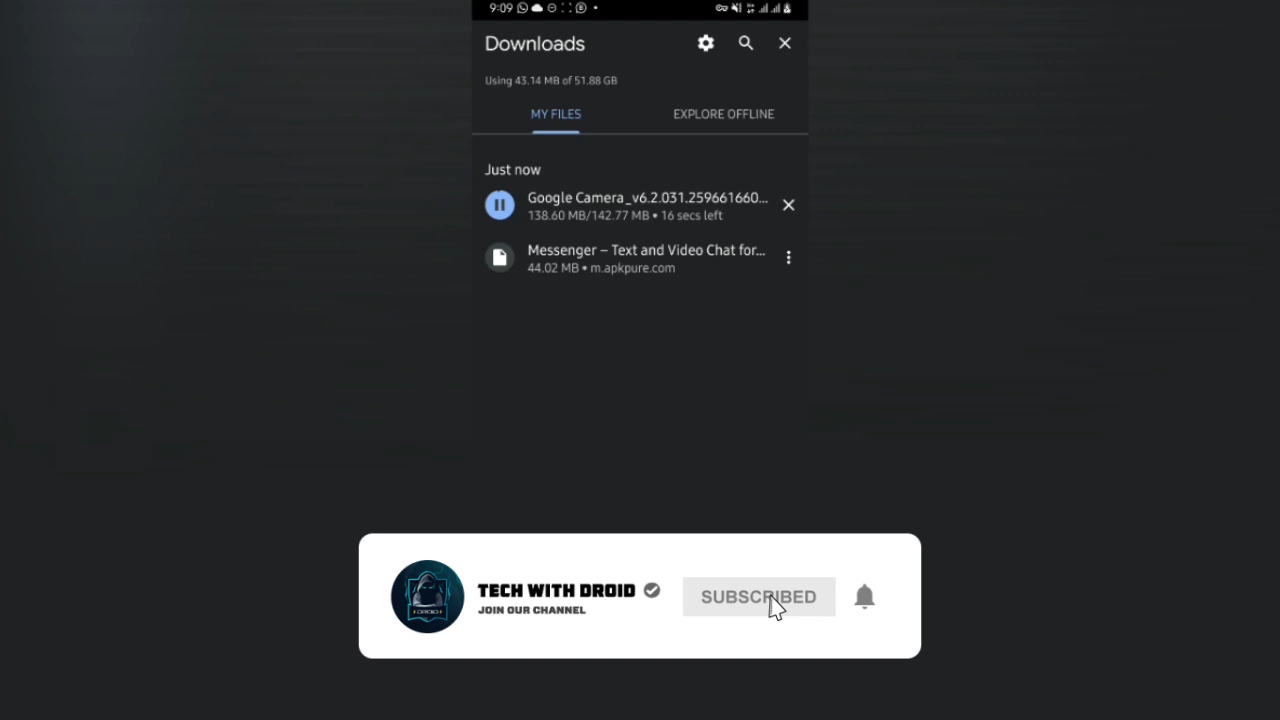 9:09
Downloads
Using 43.14 MB of 51.88 GB
MY FILES
EXPLORE OFFLINE
Just now
Google Camera_v6.2.031.259661660...
138.60 MB/142.77 MB • 16 secs left
Messenger – Text and Video Chat for...
44.02 MB • m.apkpure.com
DROID
TECH WITH DROID
JOIN OUR CHANNEL
SUBSCRIBED